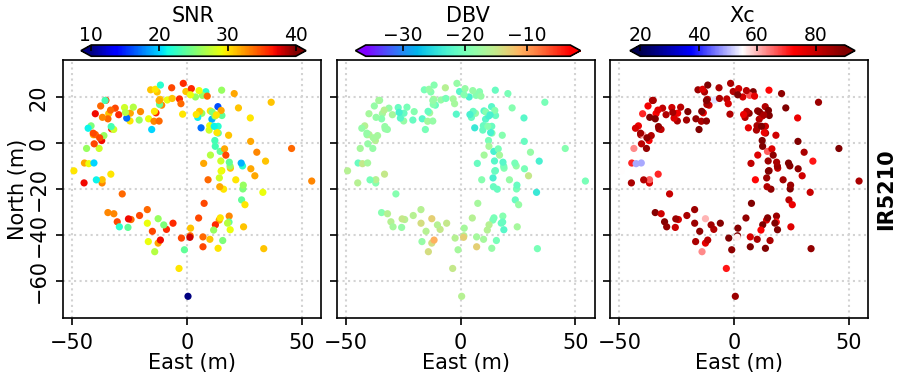 SNR DBV Xc
10 20 30 40 −30 −20 −10 20 40 60 80
20
0
−20
−40
−60
North (m)
−50 0 50 −50 0 50 −50 0 50
East (m) East (m) East (m)
IR5210